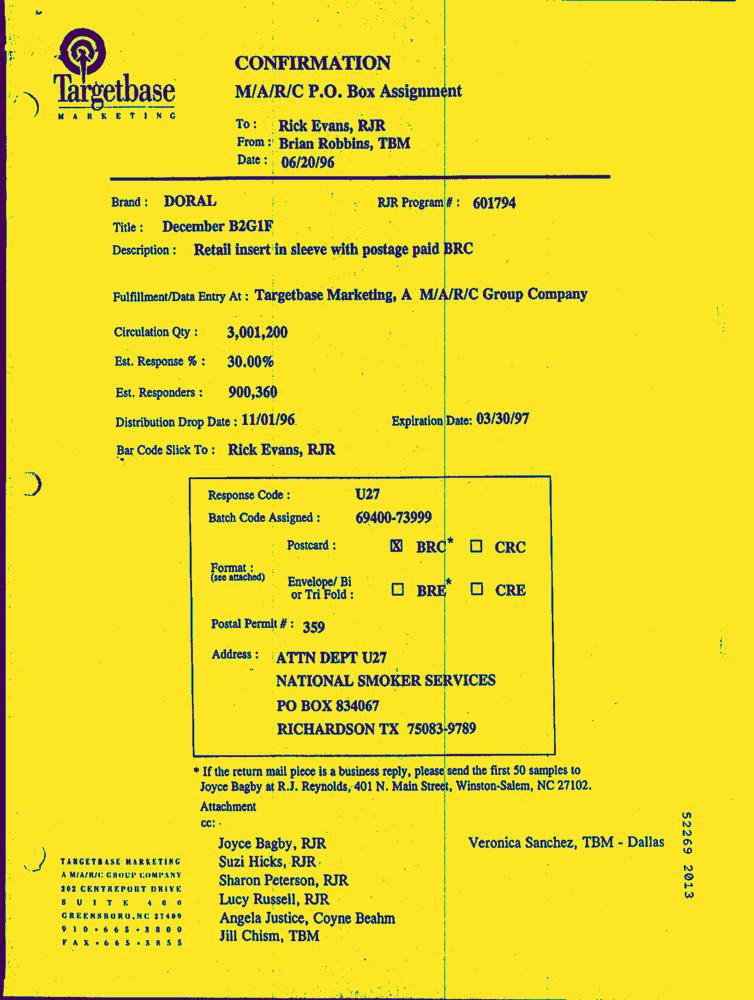 Targetbase
MARKETING
CONFIRMATION
M/A/R/C P.O. Box Assignment
To : Rick Evans, RJR
From : Brian Robbins, TBM
Date : 06/20/96
Brand : DORAL RJR Program # : 601794
Title : December B2G1F
Description : Retail insert in sleeve with postage paid BRC
Fulfillment/Data Entry At : Targetbase Marketing, A M/A/R/C Group Company
Circulation Qty : 3,001,200
Est. Response % : 30.00%
Est. Responders : 900,360
Distribution Drop Date : 11/01/96 Expiration Date: 03/30/97
Bar Code Slick To : Rick Evans, RJR
Response Code : U27
Batch Code Assigned : 69400-73999
Postcard : ☒ BRC* ☐ CRC
Format :
(see attached)
Envelope/ Bi
or Tri Fold : ☐ BRE* ☐ CRE
Postal Permit # : 359
Address : ATTN DEPT U27
NATIONAL SMOKER SERVICES
PO BOX 834067
RICHARDSON TX 75083-9789
* If the return mail piece is a business reply, please send the first 50 samples to
Joyce Bagby at R.J. Reynolds, 401 N. Main Street, Winston-Salem, NC 27102.
Attachment
cc:
Joyce Bagby, RJR Veronica Sanchez, TBM - Dallas
Suzi Hicks, RJR
Sharon Peterson, RJR
Lucy Russell, RJR
Angela Justice, Coyne Beahm
Jill Chism, TBM
TARGETBASE MARKETING
A M/A/R/C GROUP COMPANY
202 CENTREPORT DRIVE
SUITE 400
GREENSBORO, NC 27409
910 • 665 • 3800
FAX • 665 • 3855
52269 2013